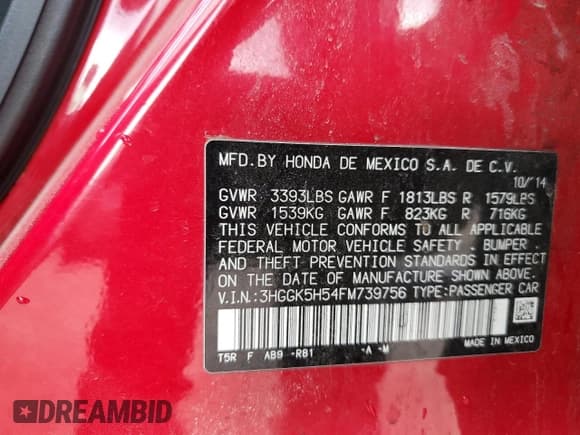 MFD. BY HONDA DE MEXICO S.A. DE C.V.
10/'14
GVWR 3393LBS GAWR F 1813LBS R 1579LBS
GVWR 1539KG GAWR F 823KG R 716KG
THIS VEHICLE CONFORMS TO ALL APPLICABLE
FEDERAL MOTOR VEHICLE SAFETY . BUMPER .
AND THEFT PREVENTION STANDARDS IN EFFECT
ON THE DATE OF MANUFACTURE SHOWN ABOVE.
V.I.N.:3HGGK5H54FM739756 TYPE:PASSENGER CAR
MADE IN MEXICO
T5R F AB9 -R81 -A -M
DREAMBID